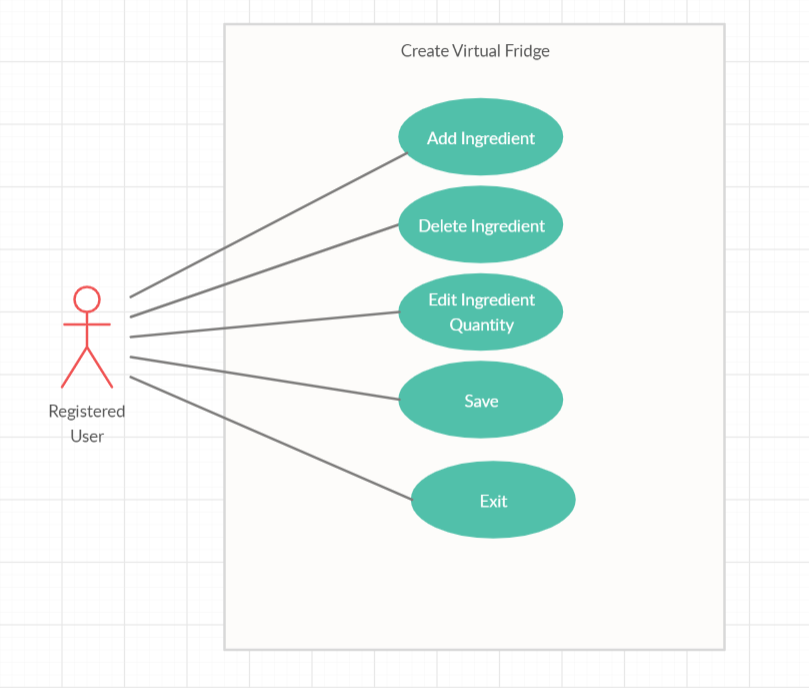 Create Virtual Fridge
Add Ingredient
Delete Ingredient
Edit Ingredient
Quantity
Save
Exit
Registered
User